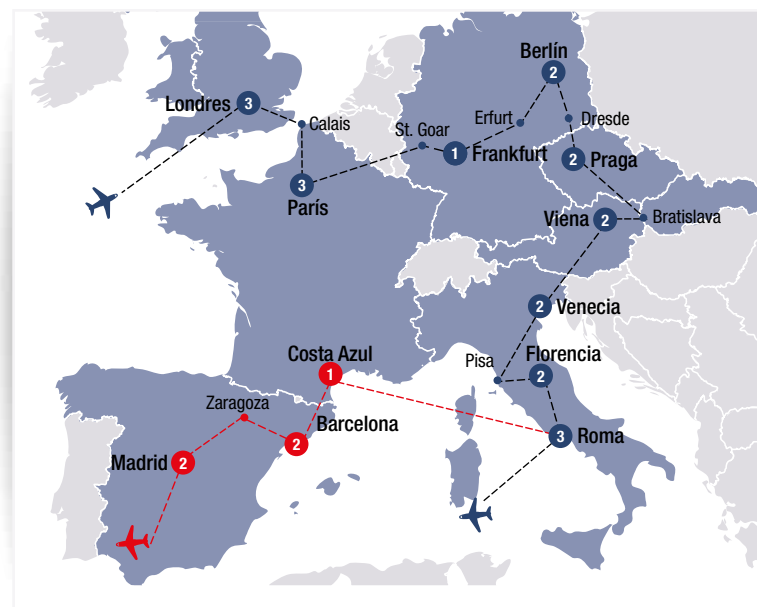 Berlín
2
Londres
3
Calais
St. Goar
Erfurt
Dresde
1
Frankfurt
2
Praga
3
París
Viena
2
Bratislava
2
Venecia
Costa Azul
1
Pisa
Florencia
2
Zaragoza
Barcelona
2
3
Roma
Madrid
2